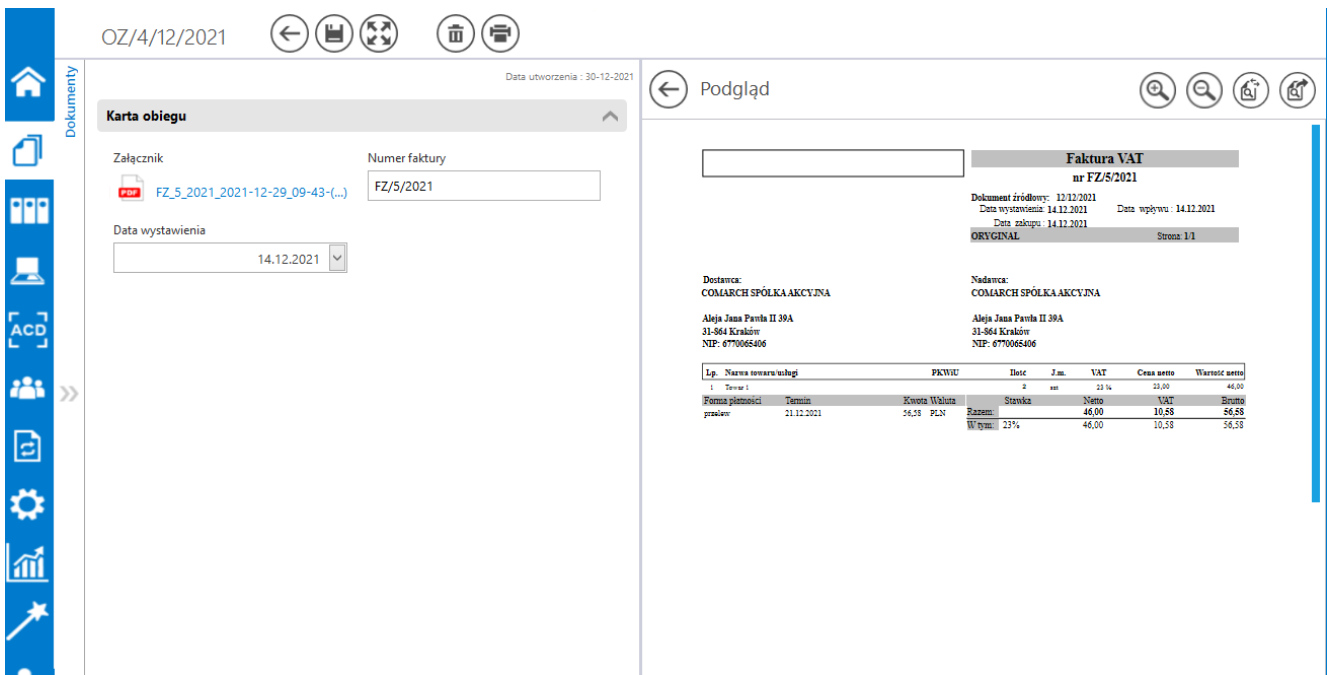 OZ/4/12/2021
Dokumenty
ACD
Data utworzenia : 30-12-2021
Karta obiegu
Załącznik
PDF
FZ_5_2021_2021-12-29_09-43-(...)
Numer faktury
FZ/5/2021
Data wystawienia
14.12.2021
Podgląd
Faktura VAT
nr FZ/5/2021
Dokument źródłowy: 12/12/2021
Data wystawienia: 14.12.2021 Data wpływu : 14.12.2021
Data zakupu : 14.12.2021
ORYGINAL Strona: 1/1
Dostawca: Nadawca:
COMARCH SPÓLKA AKCYJNA COMARCH SPÓLKA AKCYJNA
Aleja Jana Pawła II 39A Aleja Jana Pawła II 39A
31-864 Kraków 31-864 Kraków
NIP: 6770065406 NIP: 6770065406
Lp. Nazwa towaru/usługi PKWiU Ilość J.m. VAT Cena netto Wartość netto
1 Towar 1 2 szt 23 % 23,00 46,00
Forma płatności Termin Kwota Waluta Stawka Netto VAT Brutto
przelew 21.12.2021 56,58 PLN Razem: 46,00 10,58 56,58
W tym: 23% 46,00 10,58 56,58